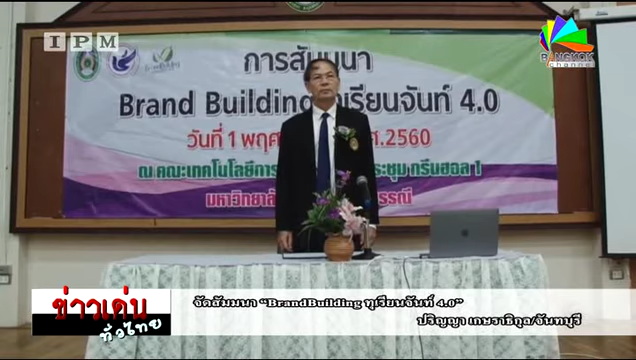 IPM
BANGKOK
channel
การสัมมนา
Brand Building ทุเรียนจันท์ 4.0
วันที่ 1 พฤศ .2560
ณ คณะเทคโนโลยีการ ประชุม กรีนฮอล 1
มหาวิทยาลัย รรณี
ข่าวเด่น
ทั่วไทย
จัดสัมมนา “BrandBuilding ทุเรียนจันท์ 4.0”
ปริญญา เกษราธิกุล/จันทบุรี